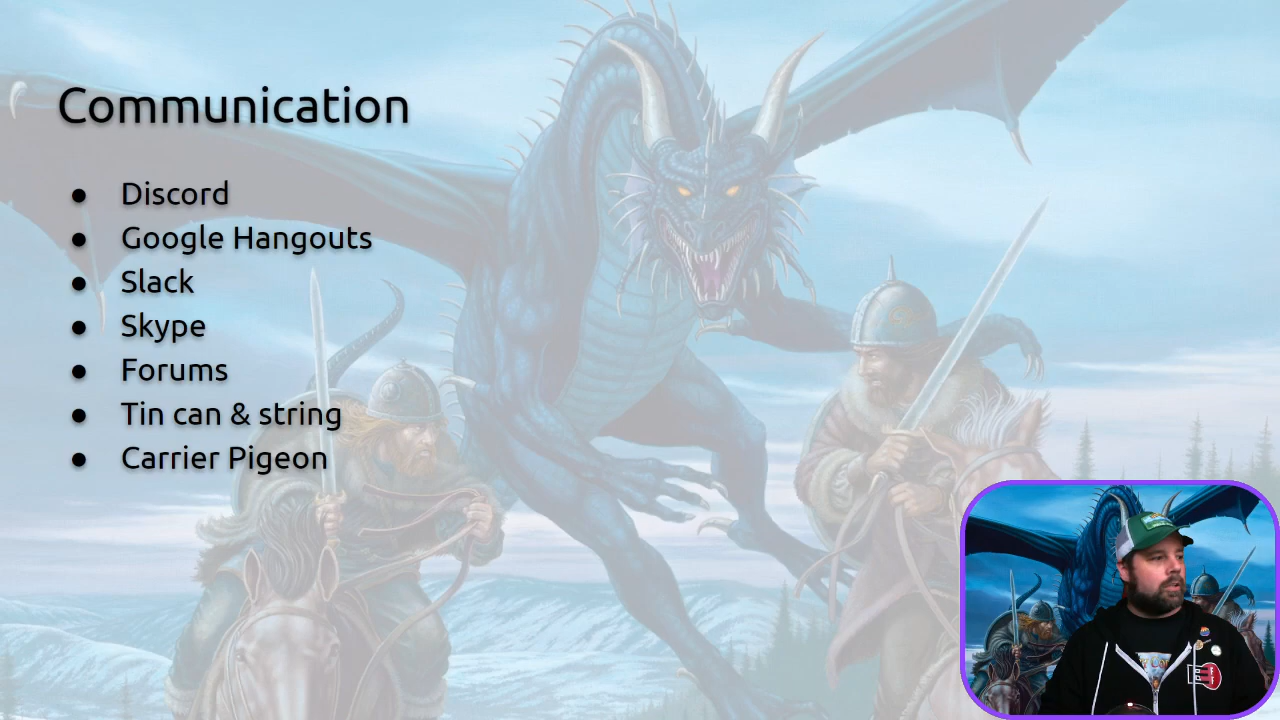 Communication
● Discord
● Google Hangouts
● Slack
● Skype
● Forums
● Tin can & string
● Carrier Pigeon